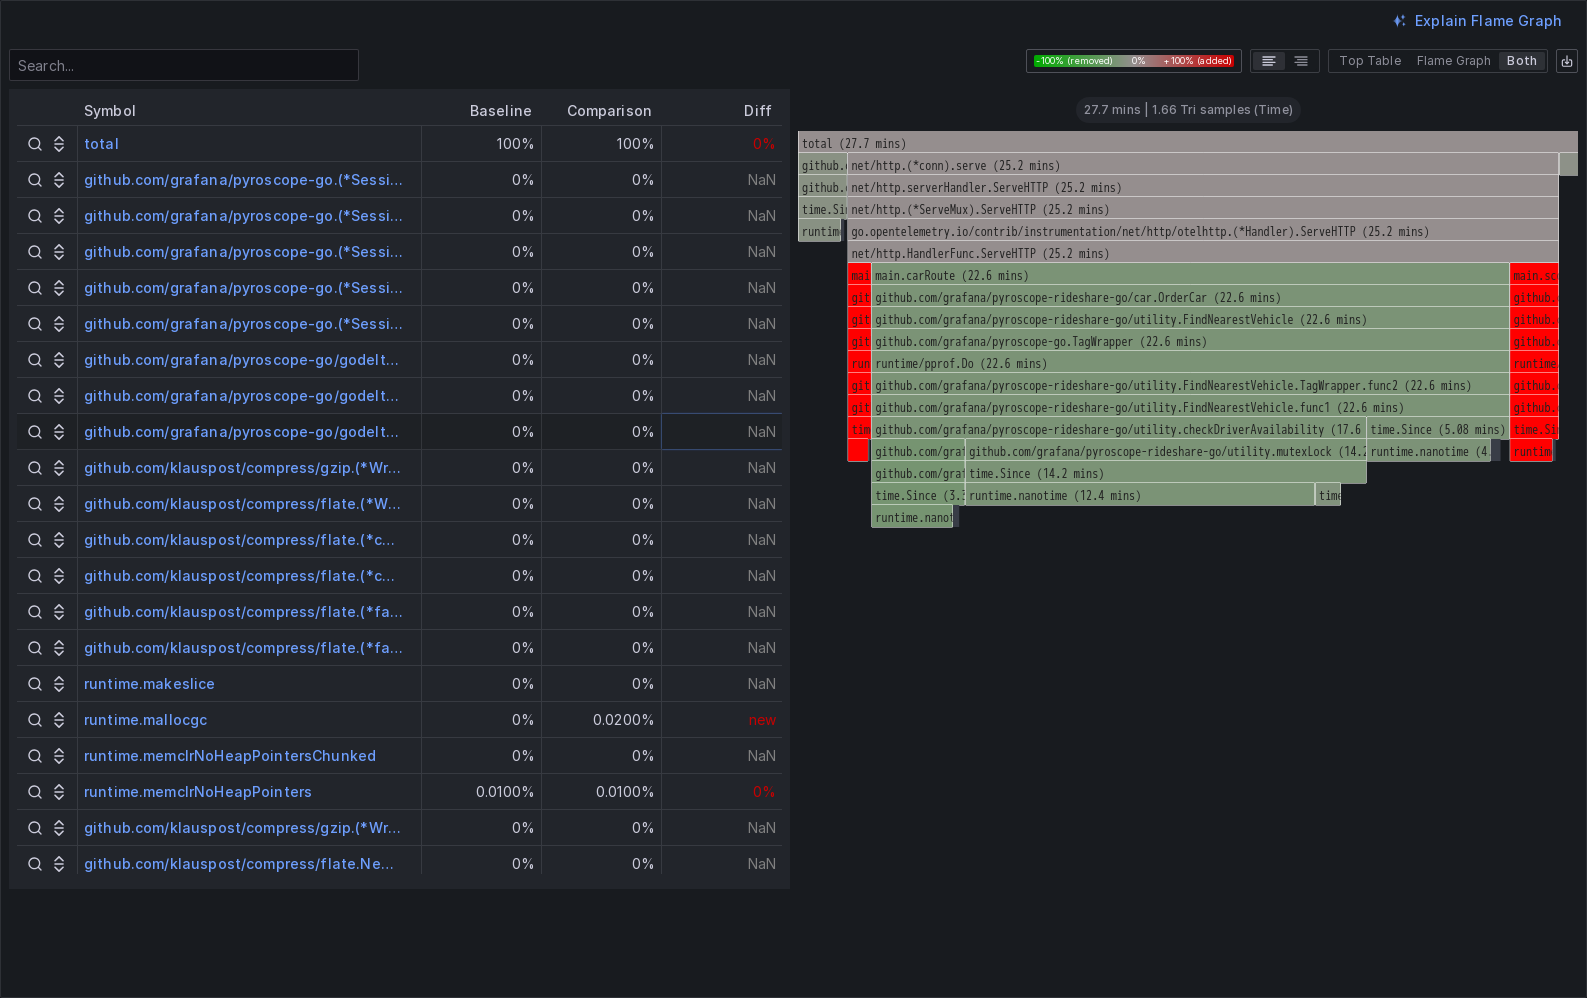 Explain Flame Graph
Search...
-100% (removed) 0% +100% (added)
Top Table Flame Graph Both
Symbol Baseline Comparison Diff
total 100% 100% 0%
github.com/grafana/pyroscope-go.(*Sessi... 0% 0% NaN
github.com/grafana/pyroscope-go.(*Sessi... 0% 0% NaN
github.com/grafana/pyroscope-go.(*Sessi... 0% 0% NaN
github.com/grafana/pyroscope-go.(*Sessi... 0% 0% NaN
github.com/grafana/pyroscope-go.(*Sessi... 0% 0% NaN
github.com/grafana/pyroscope-go/godelt... 0% 0% NaN
github.com/grafana/pyroscope-go/godelt... 0% 0% NaN
github.com/grafana/pyroscope-go/godelt... 0% 0% NaN
github.com/klauspost/compress/gzip.(*Wr... 0% 0% NaN
github.com/klauspost/compress/flate.(*W... 0% 0% NaN
github.com/klauspost/compress/flate.(*c... 0% 0% NaN
github.com/klauspost/compress/flate.(*c... 0% 0% NaN
github.com/klauspost/compress/flate.(*fa... 0% 0% NaN
github.com/klauspost/compress/flate.(*fa... 0% 0% NaN
runtime.makeslice 0% 0% NaN
runtime.mallocgc 0% 0.0200% new
runtime.memclrNoHeapPointersChunked 0% 0% NaN
runtime.memclrNoHeapPointers 0.0100% 0.0100% 0%
github.com/klauspost/compress/gzip.(*Wr... 0% 0% NaN
github.com/klauspost/compress/flate.Ne... 0% 0% NaN
27.7 mins | 1.66 Tri samples (Time)
total (27.7 mins)
github. net/http.(*conn).serve (25.2 mins)
github. net/http.serverHandler.ServeHTTP (25.2 mins)
time.Si net/http.(*ServeMux).ServeHTTP (25.2 mins)
runtim go.opentelemetry.io/contrib/instrumentation/net/http/otelhttp.(*Handler).ServeHTTP (25.2 mins)
net/http.HandlerFunc.ServeHTTP (25.2 mins)
mai main.carRoute (22.6 mins) main.sc
git github.com/grafana/pyroscope-rideshare-go/car.OrderCar (22.6 mins) github.
git github.com/grafana/pyroscope-rideshare-go/utility.FindNearestVehicle (22.6 mins) github.
git github.com/grafana/pyroscope-go.TagWrapper (22.6 mins) github.
run runtime/pprof.Do (22.6 mins) runtime
git github.com/grafana/pyroscope-rideshare-go/utility.FindNearestVehicle.TagWrapper.func2 (22.6 mins) github.
git github.com/grafana/pyroscope-rideshare-go/utility.FindNearestVehicle.func1 (22.6 mins) github.
tim github.com/grafana/pyroscope-rideshare-go/utility.checkDriverAvailability (17.6 time.Since (5.08 mins) time.Si
github.com/graf github.com/grafana/pyroscope-rideshare-go/utility.mutexLock (14.2 runtime.nanotime (4. runtim
github.com/graf time.Since (14.2 mins)
time.Since (3.3 runtime.nanotime (12.4 mins) time
runtime.nanot